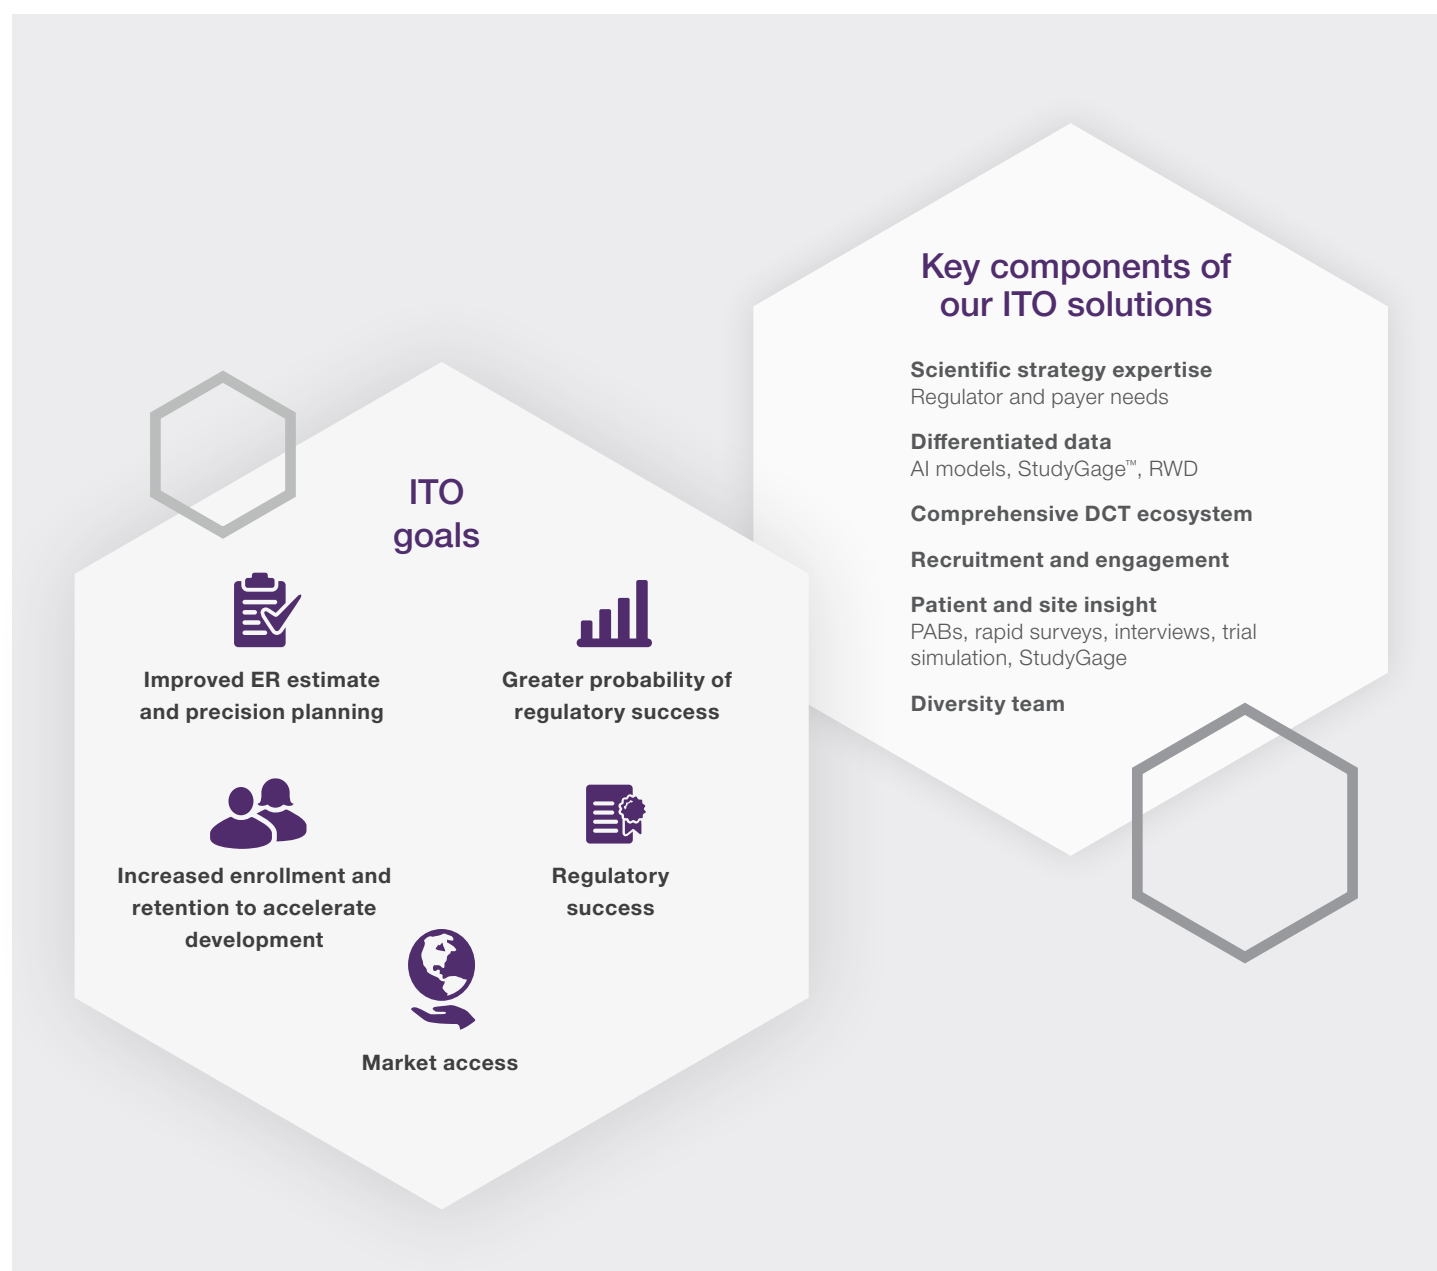 ITO
goals
Improved ER estimate
and precision planning
Greater probability of
regulatory success
Increased enrollment and
retention to accelerate
development
Regulatory
success
Market access
Key components of
our ITO solutions
Scientific strategy expertise
Regulator and payer needs
Differentiated data
AI models, StudyGage™, RWD
Comprehensive DCT ecosystem
Recruitment and engagement
Patient and site insight
PABs, rapid surveys, interviews, trial
simulation, StudyGage
Diversity team